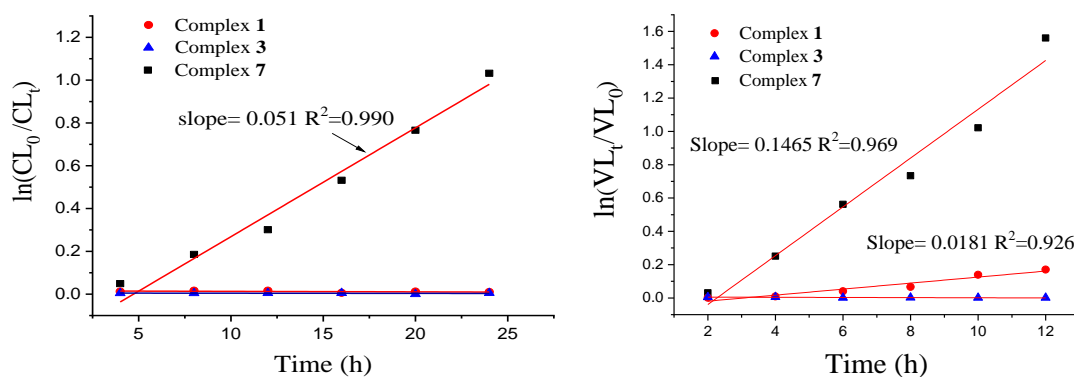 ln(CL₀/CLₜ)
1.2
1.0
0.8
0.6
0.4
0.2
0.0
Complex 1
Complex 3
Complex 7
slope= 0.051 R²=0.990
5 10 15 20 25
Time (h)
ln(VLₜ/VL₀)
1.6
1.4
1.2
1.0
0.8
0.6
0.4
0.2
0.0
Complex 1
Complex 3
Complex 7
Slope= 0.1465 R²=0.969
Slope= 0.0181 R²=0.926
2 4 6 8 10 12
Time (h)